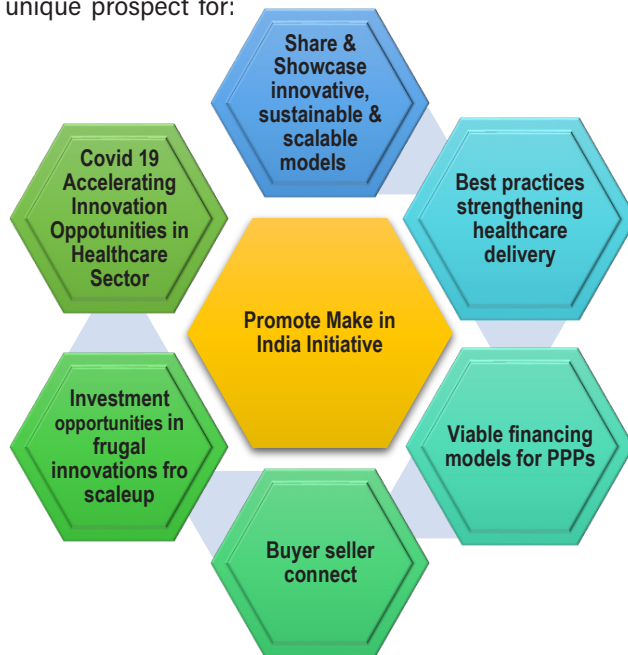 unique prospect for:
Share &
Showcase
innovative,
sustainable &
scalable
models
Best practices
strengthening
healthcare
delivery
Viable financing
models for PPPs
Buyer seller
connect
Investment
opportunities in
frugal
innovations fro
scaleup
Covid 19
Accelerating
Innovation
Oppotunities in
Healthcare
Sector
Promote Make in
India Initiative